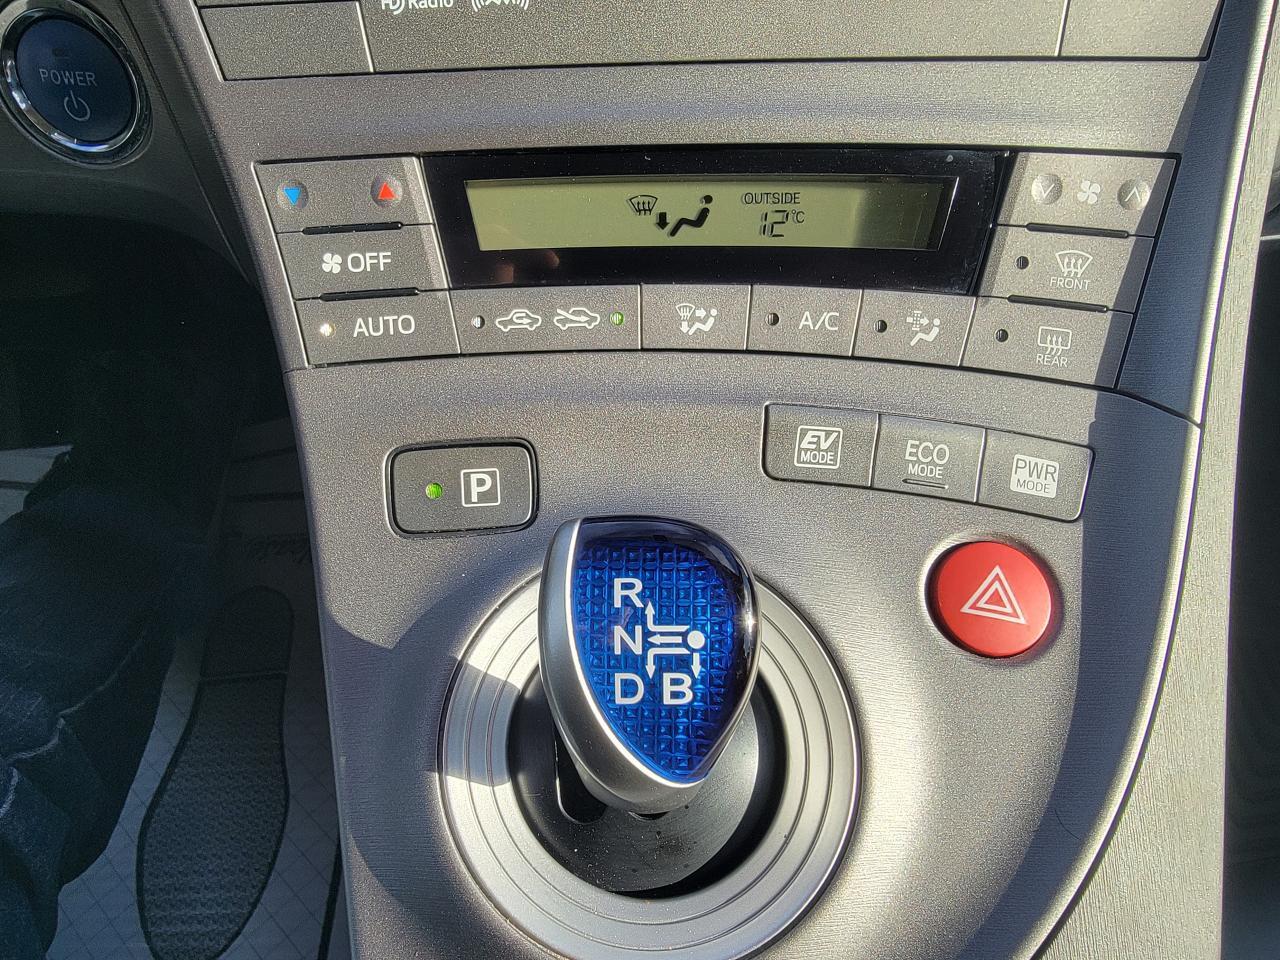 HD Radio
POWER
OUTSIDE
12°C
OFF
FRONT
AUTO
A/C
REAR
EV
MODE
ECO
MODE
PWR
MODE
P
R
N
D B